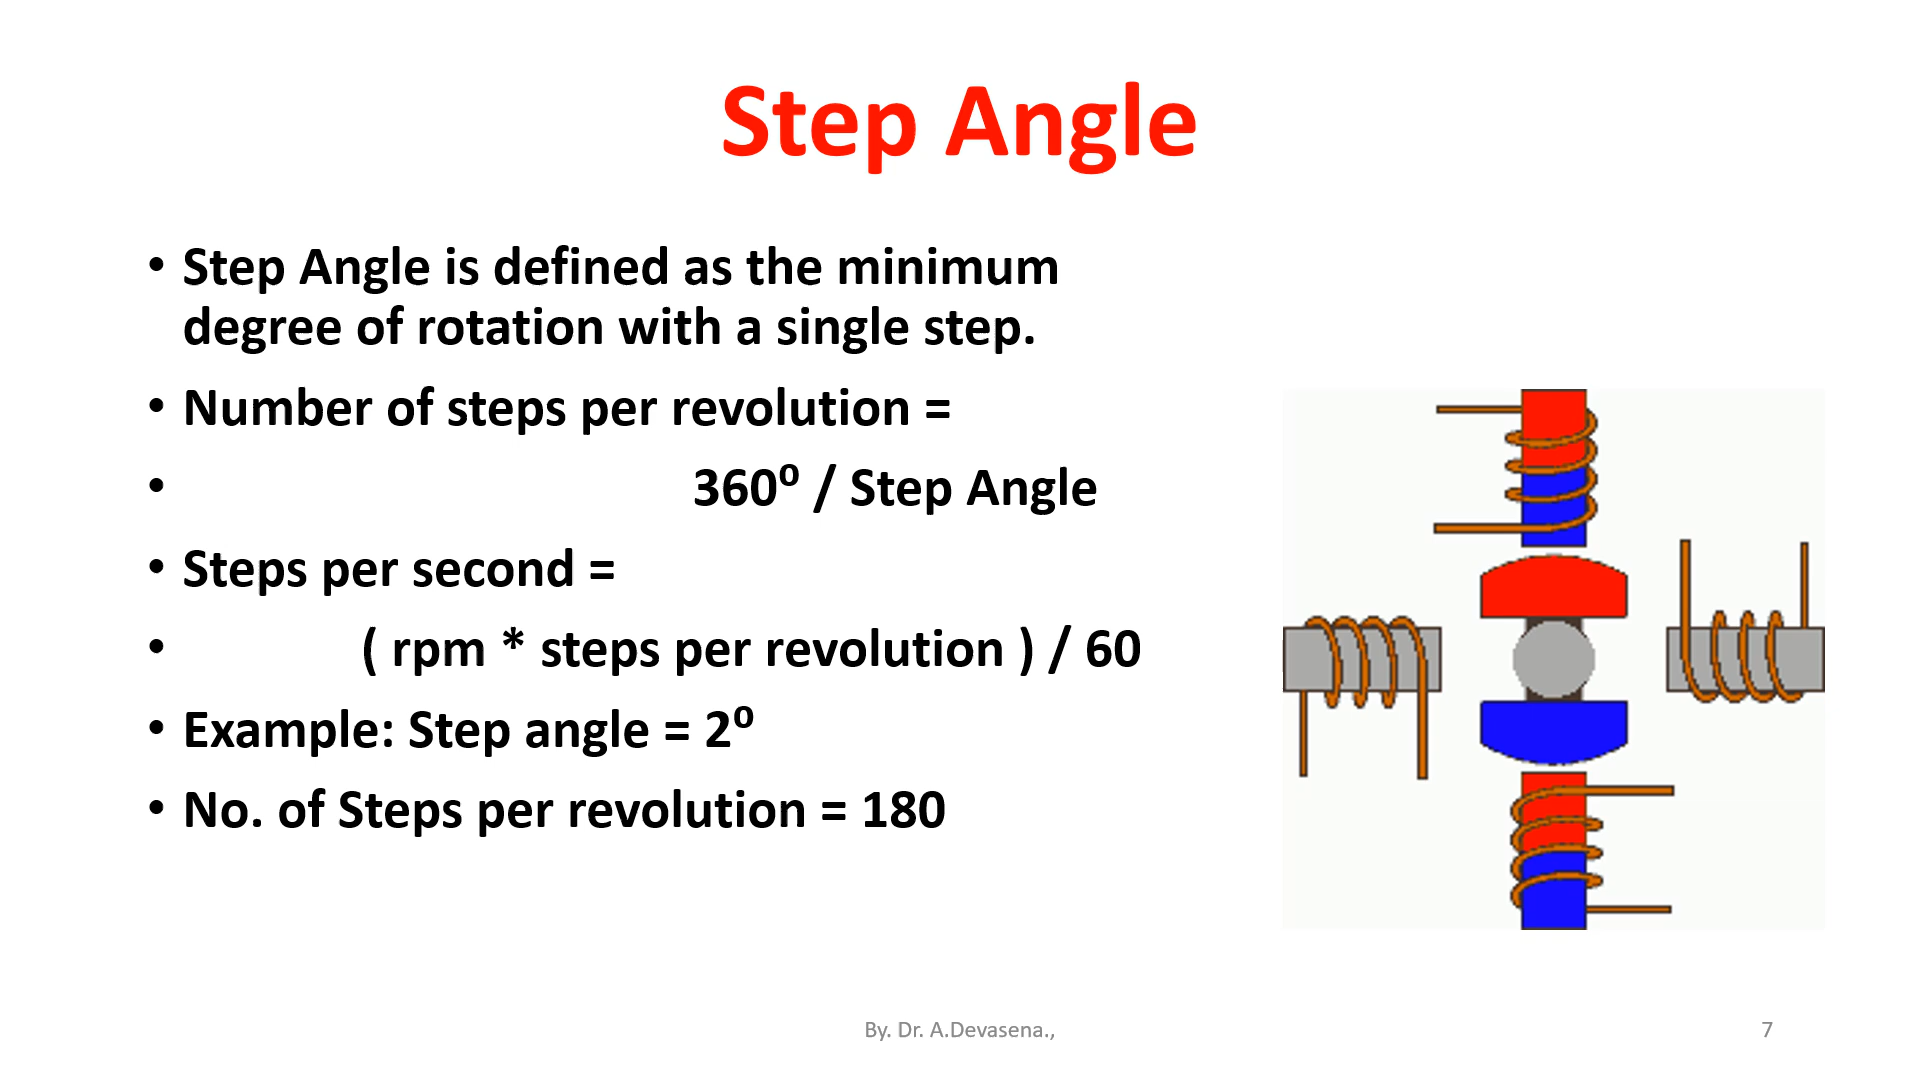 Step Angle
• Step Angle is defined as the minimum
degree of rotation with a single step.
• Number of steps per revolution =
• 360⁰ / Step Angle
• Steps per second =
• ( rpm * steps per revolution ) / 60
• Example: Step angle = 2⁰
• No. of Steps per revolution = 180
By. Dr. A.Devasena.,
7